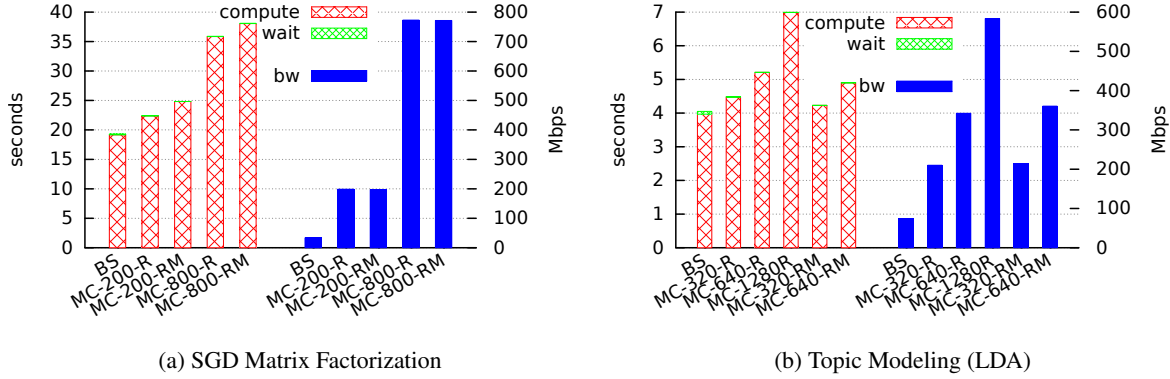 seconds
40
35
30
25
20
15
10
5
0
compute
wait
bw
800
700
600
500
400
300
200
100
0
Mbps
BS
MC-200-R
MC-200-RM
MC-800-R
MC-800-RM
BS
MC-200-R
MC-200-RM
MC-800-R
MC-800-RM
(a) SGD Matrix Factorization
seconds
7
6
5
4
3
2
1
0
compute
wait
bw
600
500
400
300
200
100
0
Mbps
BS
MC-320-R
MC-640-R
MC-1280R
MC-320-RM
MC-640-RM
BS
MC-320-R
MC-640-R
MC-1280R
MC-320-RM
MC-640-RM
(b) Topic Modeling (LDA)